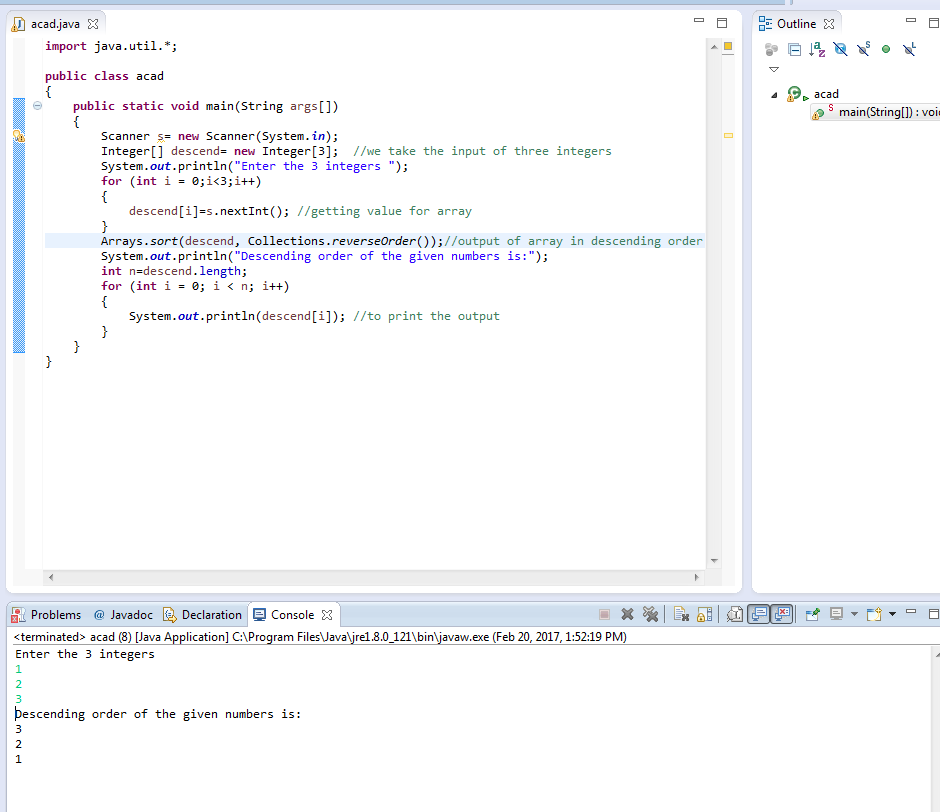 acad.java
import java.util.*;
public class acad
{
public static void main(String args[])
{
Scanner s= new Scanner(System.in);
Integer[] descend= new Integer[3];  //we take the input of three integers
System.out.println("Enter the 3 integers ");
for (int i = 0;i<3;i++)
{
descend[i]=s.nextInt(); //getting value for array
}
Arrays.sort(descend, Collections.reverseOrder());//output of array in descending order
System.out.println("Descending order of the given numbers is:");
int n=descend.length;
for (int i = 0; i < n; i++)
{
System.out.println(descend[i]); //to print the output
}
}
}
Outline
acad
main(String[]) : voi
Problems @ Javadoc Declaration Console
<terminated> acad (8) [Java Application] C:\Program Files\Java\jre1.8.0_121\bin\javaw.exe (Feb 20, 2017, 1:52:19 PM)
Enter the 3 integers
1
2
3
Descending order of the given numbers is:
3
2
1